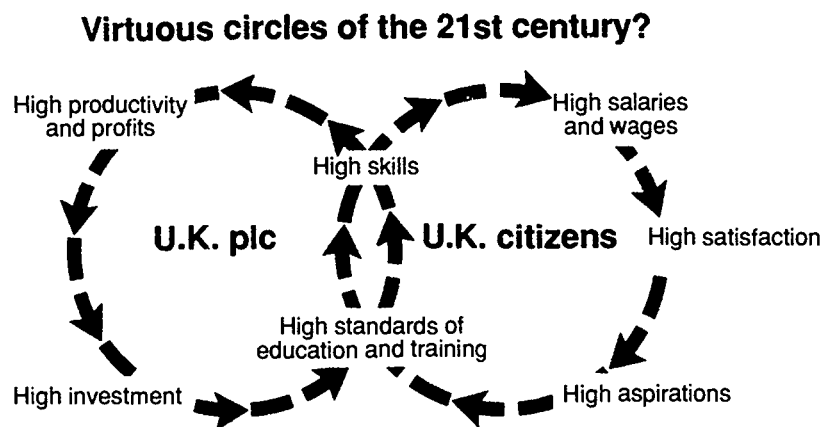 Virtuous circles of the 21st century?
High productivity
and profits
High salaries
and wages
High skills
U.K. plc
U.K. citizens
High satisfaction
High standards of
education and training
High investment
High aspirations